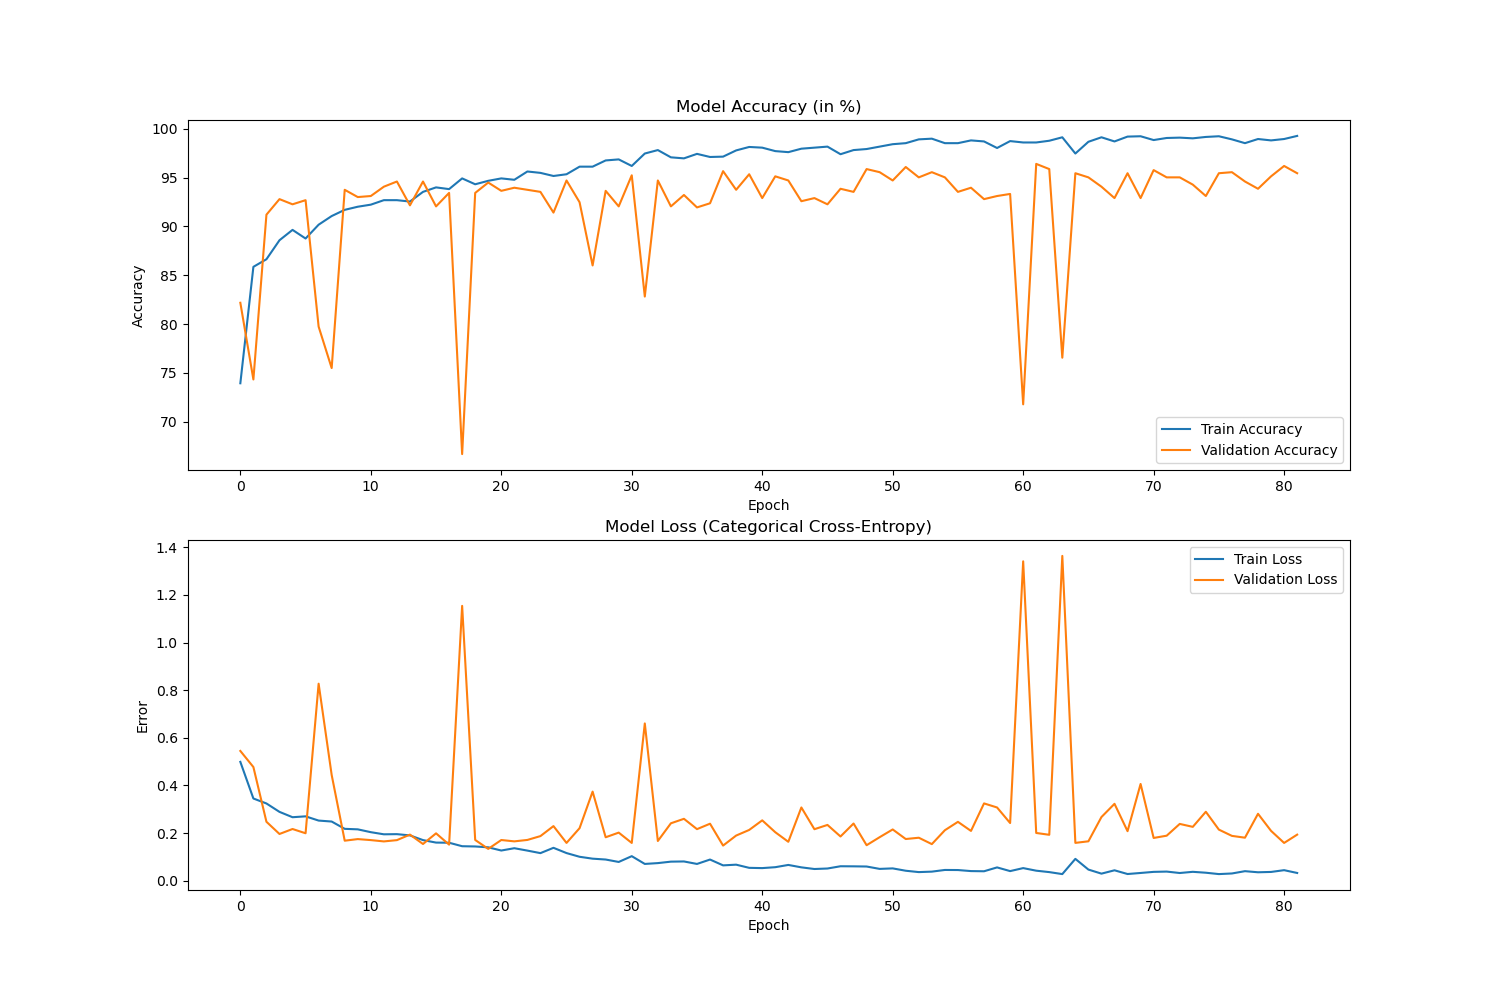 Model Accuracy (in %)
100
95
90
85
80
75
70
Accuracy
Train Accuracy
Validation Accuracy
0 10 20 30 40 50 60 70 80
Epoch
Model Loss (Categorical Cross-Entropy)
1.4
1.2
1.0
0.8
0.6
0.4
0.2
0.0
Error
Train Loss
Validation Loss
0 10 20 30 40 50 60 70 80
Epoch